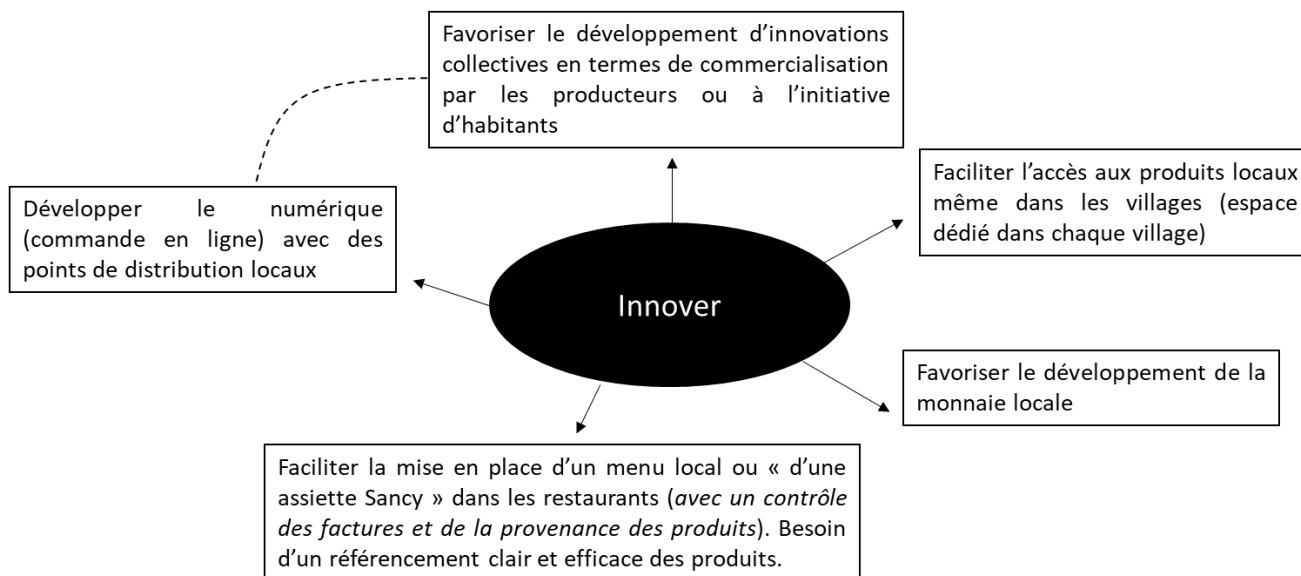 Favoriser le développement d’innovations
collectives en termes de commercialisation
par les producteurs ou à l’initiative
d’habitants
Faciliter l’accès aux produits locaux
même dans les villages (espace
dédié dans chaque village)
Développer le numérique
(commande en ligne) avec des
points de distribution locaux
Innover
Favoriser le développement de la
monnaie locale
Faciliter la mise en place d’un menu local ou « d’une
assiette Sancy » dans les restaurants (avec un contrôle
des factures et de la provenance des produits). Besoin
d’un référencement clair et efficace des produits.